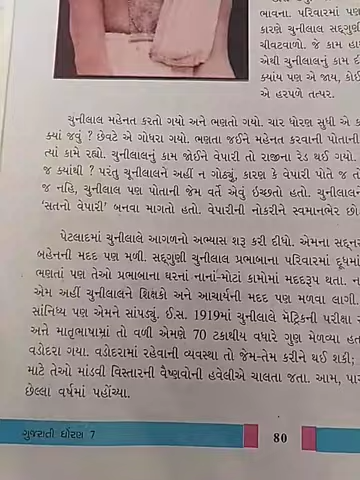 ભાવના. પરિવારમાં પણ
કારણે ચુનીલાલ સદ્ગુણી
ચીવટવાળો. જે કામ હા
એથી ચુનીલાલનું કામ દી
ક્યાંય પણ એ જાય, કોઈ
એ હરપળે તત્પર.
ચુનીલાલ મહેનત કરતો ગયો અને ભણતો ગયો. ચાર ધોરણ સુધી એ ક
ક્યાં જવું ? છેવટે એ ગોધરા ગયો. ભણતા જઈને મહેનત કરવાની પોતાની
ત્યાં કામે રહ્યો. ચુનીલાલનું કામ જોઈને વેપારી તો રાજીના રેડ થઈ ગયો.
જ ક્યાંથી ? પરંતુ ચુનીલાલને અહીં ન ગોઠ્યું, કારણ કે વેપારી પોતે જ તં
જ નહિ, ચુનીલાલ પણ પોતાની જેમ વર્તે એવું ઇચ્છતો હતો. ચુનીલાલન
'સતનો વેપારી' બનવા માગતો હતો. વેપારીની નોકરીને સ્વમાનભેર છો
પેટલાદમાં ચુનીલાલે આગળનો અભ્યાસ શરૂ કરી દીધો. એમના સદ્દનર
બહેનની મદદ પણ મળી. સદ્ગુણી ચુનીલાલ પ્રભાબાના પરિવારમાં દૂધમાં
ભણતાં પણ તેઓ પ્રભાબાના ઘરનાં નાનાં-મોટાં કામોમાં મદદરૂપ થતા. ન
એમ અહીં ચુનીલાલને શિક્ષકો અને આચાર્યની મદદ પણ મળવા લાગી.
સાંનિધ્ય પણ એમને સાંપડ્યું. ઈ.સ. 1919માં ચુનીલાલે મૅટ્રિકની પરીક્ષા ર
અને માતૃભાષામાં તો વળી એમણે 70 ટકાથીય વધારે ગુણ મેળવ્યા હત
વડોદરા ગયા. વડોદરામાં રહેવાની વ્યવસ્થા તો જેમ-તેમ કરીને થઈ શકી;
માટે તેઓ માંડવી વિસ્તારની વૈષ્ણવોની હવેલીએ ચાલતા જતા. આમ, પાર
છેલ્લા વર્ષમાં પહોંચ્યા.
ગુજરાતી ધોરણ 7
80